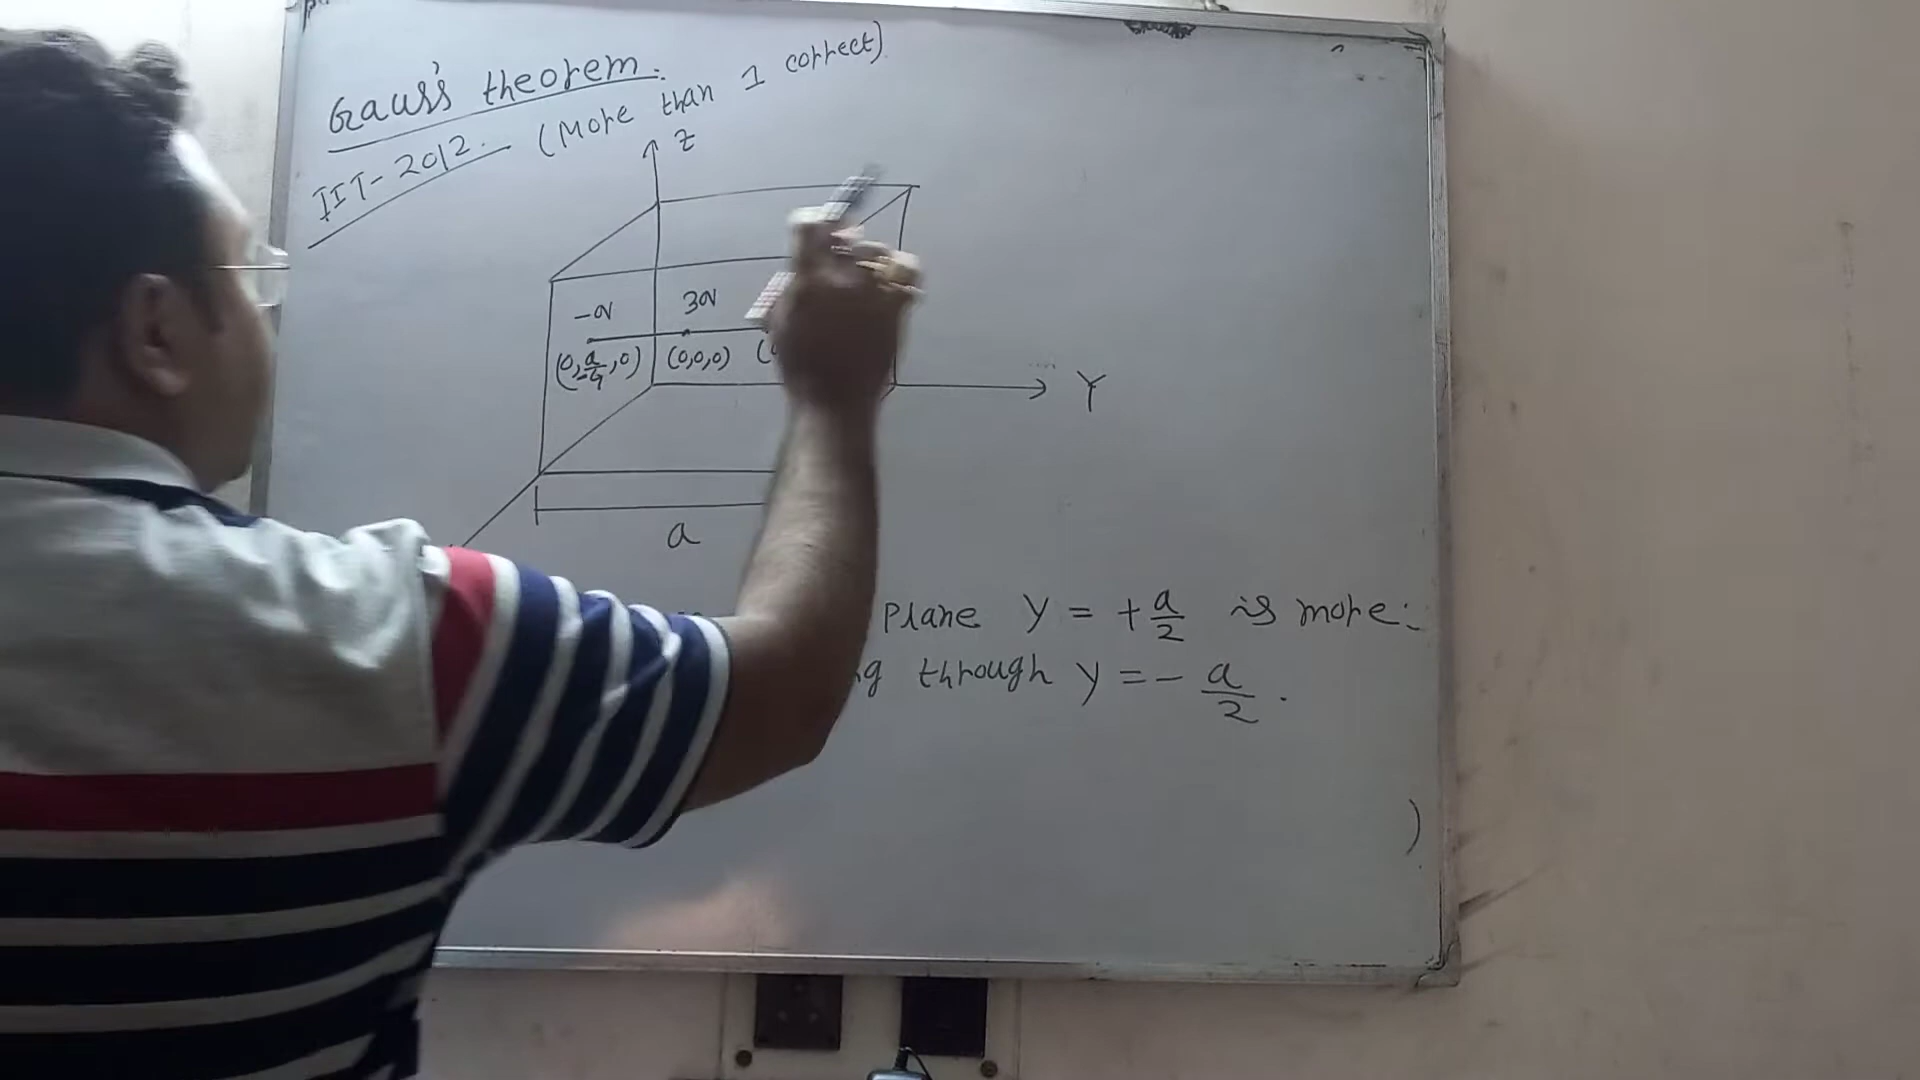 Gauss's theorem.
IIT-2012. (More than 1 correct)
Z
-q 3q
(0, -a/4, 0) (0,0,0) (
Y
a
Plane Y = + a/2 is more:
through y = - a/2 .
)